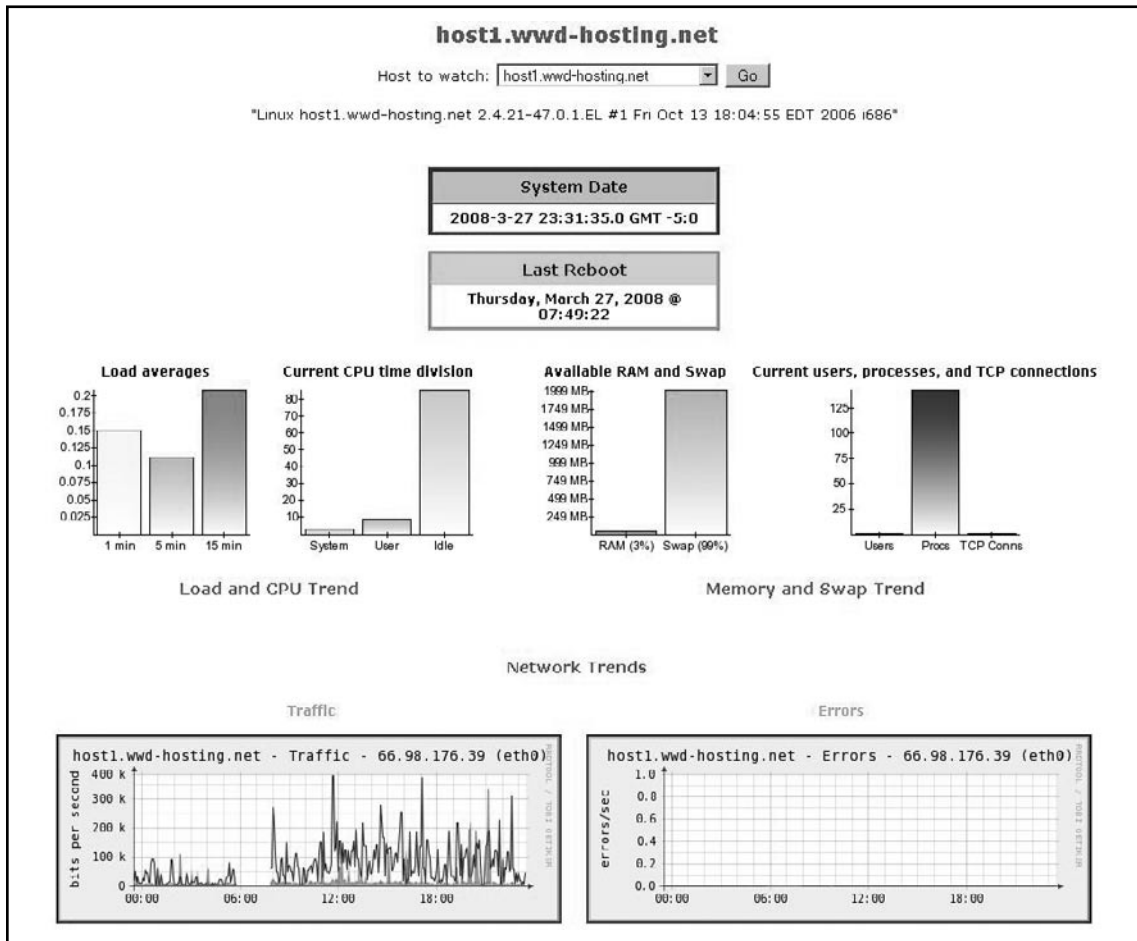 host1.wwd-hosting.net
Host to watch: host1.wwd-hosting.net Go
"Linux host1.wwd-hosting.net 2.4.21-47.0.1.EL #1 Fri Oct 13 18:04:55 EDT 2006 i686"
System Date
2008-3-27 23:31:35.0 GMT -5:0
Last Reboot
Thursday, March 27, 2008 @
07:49:22
Load averages
0.2
0.175
0.15
0.125
0.1
0.075
0.05
0.025
1 min 5 min 15 min
Current CPU time division
80
70
60
50
40
30
20
10
System User Idle
Available RAM and Swap
1999 MB
1749 MB
1499 MB
1249 MB
999 MB
749 MB
499 MB
249 MB
RAM (3%) Swap (99%)
Current users, processes, and TCP connections
125
100
75
50
25
Users Procs TCP Conns
Load and CPU Trend
Memory and Swap Trend
Network Trends
Traffic
Errors
host1.wwd-hosting.net - Traffic - 66.98.176.39 (eth0)
bits per second
400 k
300 k
200 k
100 k
0
00:00 06:00 12:00 18:00
RRDTOOL / TOBI OETIKER
host1.wwd-hosting.net - Errors - 66.98.176.39 (eth0)
errors/sec
1.0
0.8
0.6
0.4
0.2
0.0
00:00 06:00 12:00 18:00
RRDTOOL / TOBI OETIKER